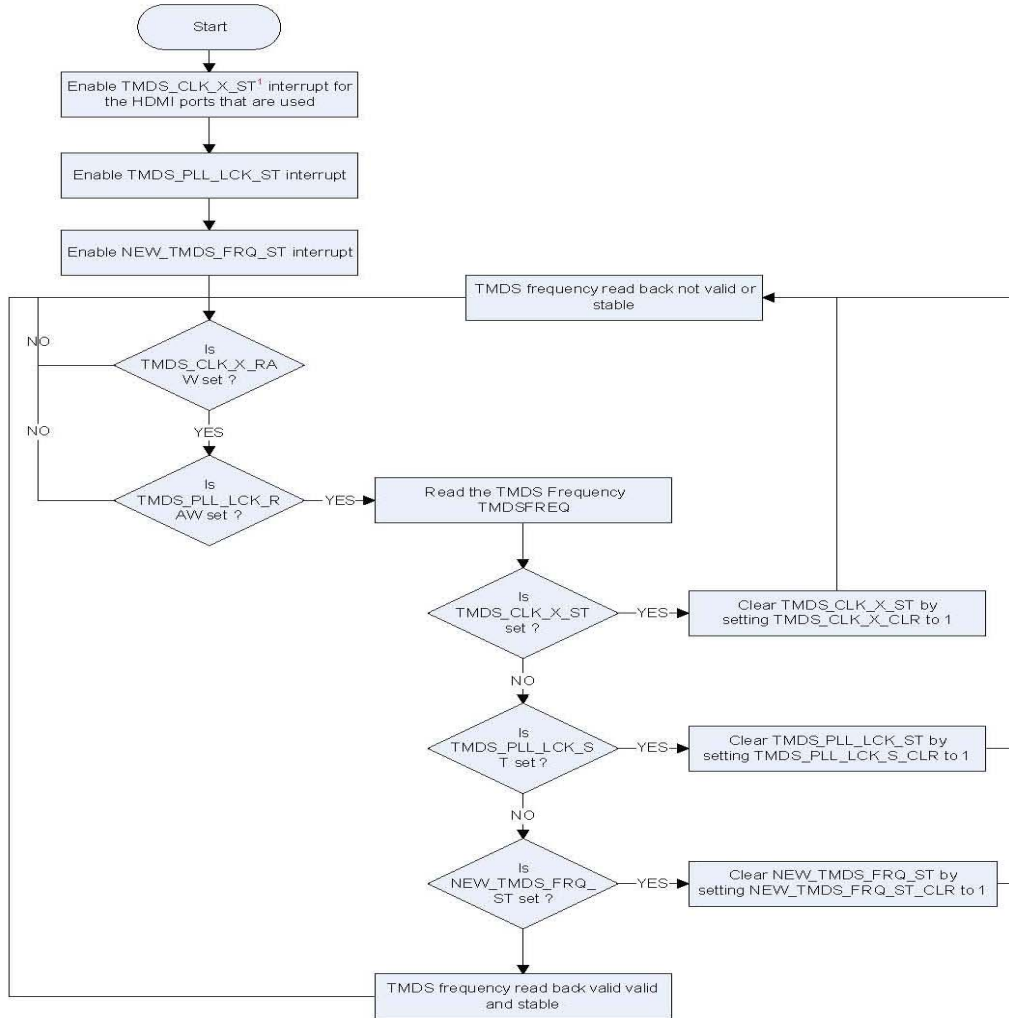 Start
Enable TMDS_CLK_X_ST¹ interrupt for
the HDMI ports that are used
Enable TMDS_PLL_LCK_ST interrupt
Enable NEW_TMDS_FRQ_ST interrupt
TMDS frequency read back not valid or
stable
NO
Is
TMDS_CLK_X_RA
W set ?
YES
NO
Is
TMDS_PLL_LCK_R
AW set ?
YES
Read the TMDS Frequency
TMDSFREQ
Is
TMDS_CLK_X_ST
set ?
YES
Clear TMDS_CLK_X_ST by
setting TMDS_CLK_X_CLR to 1
NO
Is
TMDS_PLL_LCK_S
T set ?
YES
Clear TMDS_PLL_LCK_ST by
setting TMDS_PLL_LCK_S_CLR to 1
NO
Is
NEW_TMDS_FRQ_
ST set ?
YES
Clear NEW_TMDS_FRQ_ST by
setting NEW_TMDS_FRQ_ST_CLR to 1
TMDS frequency read back valid valid
and stable